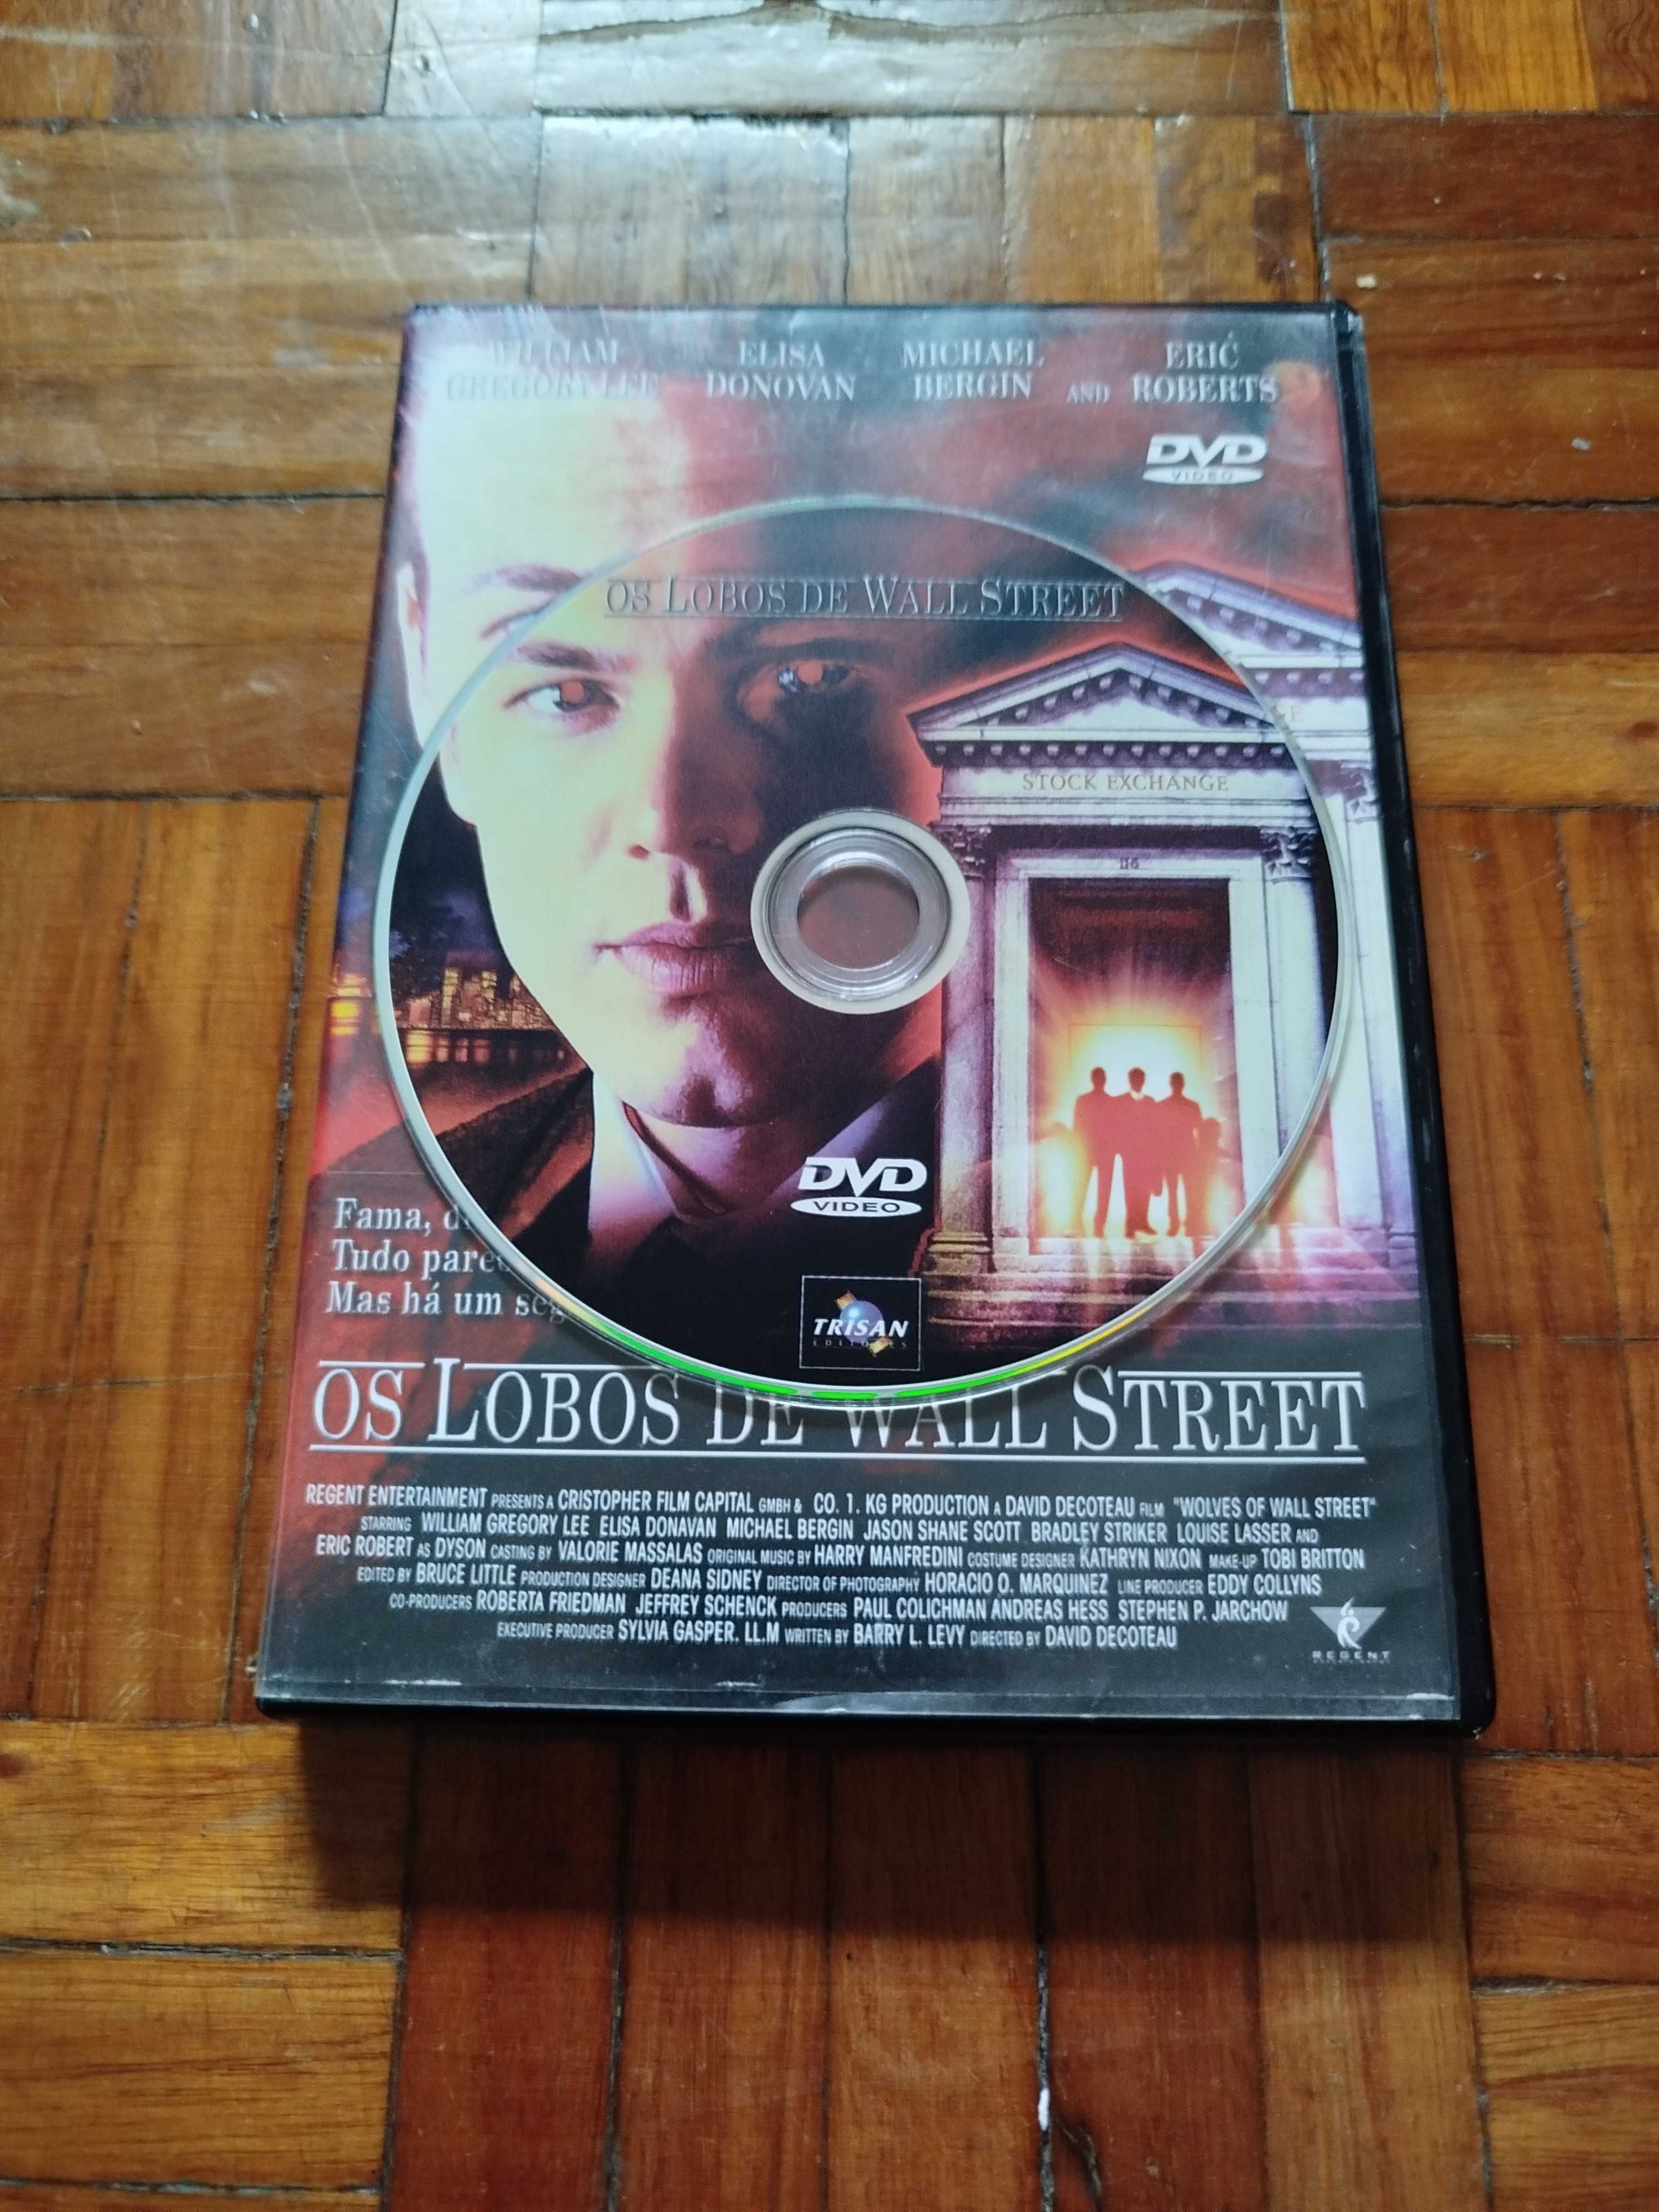 WILLIAM GREGORY LEE
ELISA DONOVAN
MICHAEL BERGIN
AND
ERIC ROBERTS
DVD
VIDEO
OS LOBOS DE WALL STREET
STOCK EXCHANGE
116
DVD
VIDEO
TRISAN
EDITORES
Fama,
Tudo
Mas há um
OS LOBOS DE WALL STREET
REGENT ENTERTAINMENT PRESENTS A CRISTOPHER FILM CAPITAL GMBH & CO. 1. KG PRODUCTION A DAVID DECOTEAU FILM "WOLVES OF WALL STREET"
STARRING WILLIAM GREGORY LEE ELISA DONAVAN MICHAEL BERGIN JASON SHANE SCOTT BRADLEY STRIKER LOUISE LASSER AND
ERIC ROBERT AS DYSON CASTING BY VALORIE MASSALAS ORIGINAL MUSIC BY HARRY MANFREDINI COSTUME DESIGNER KATHRYN NIXON MAKE-UP TOBI BRITTON
EDITED BY BRUCE LITTLE PRODUCTION DESIGNER DEANA SIDNEY DIRECTOR OF PHOTOGRAPHY HORACIO O. MARQUINEZ LINE PRODUCER EDDY COLLYNS
CO-PRODUCERS ROBERTA FRIEDMAN JEFFREY SCHENCK PRODUCERS PAUL COLICHMAN ANDREAS HESS STEPHEN P. JARCHOW
EXECUTIVE PRODUCER SYLVIA GASPER. LL.M WRITTEN BY BARRY L. LEVY DIRECTED BY DAVID DECOTEAU
REGENT